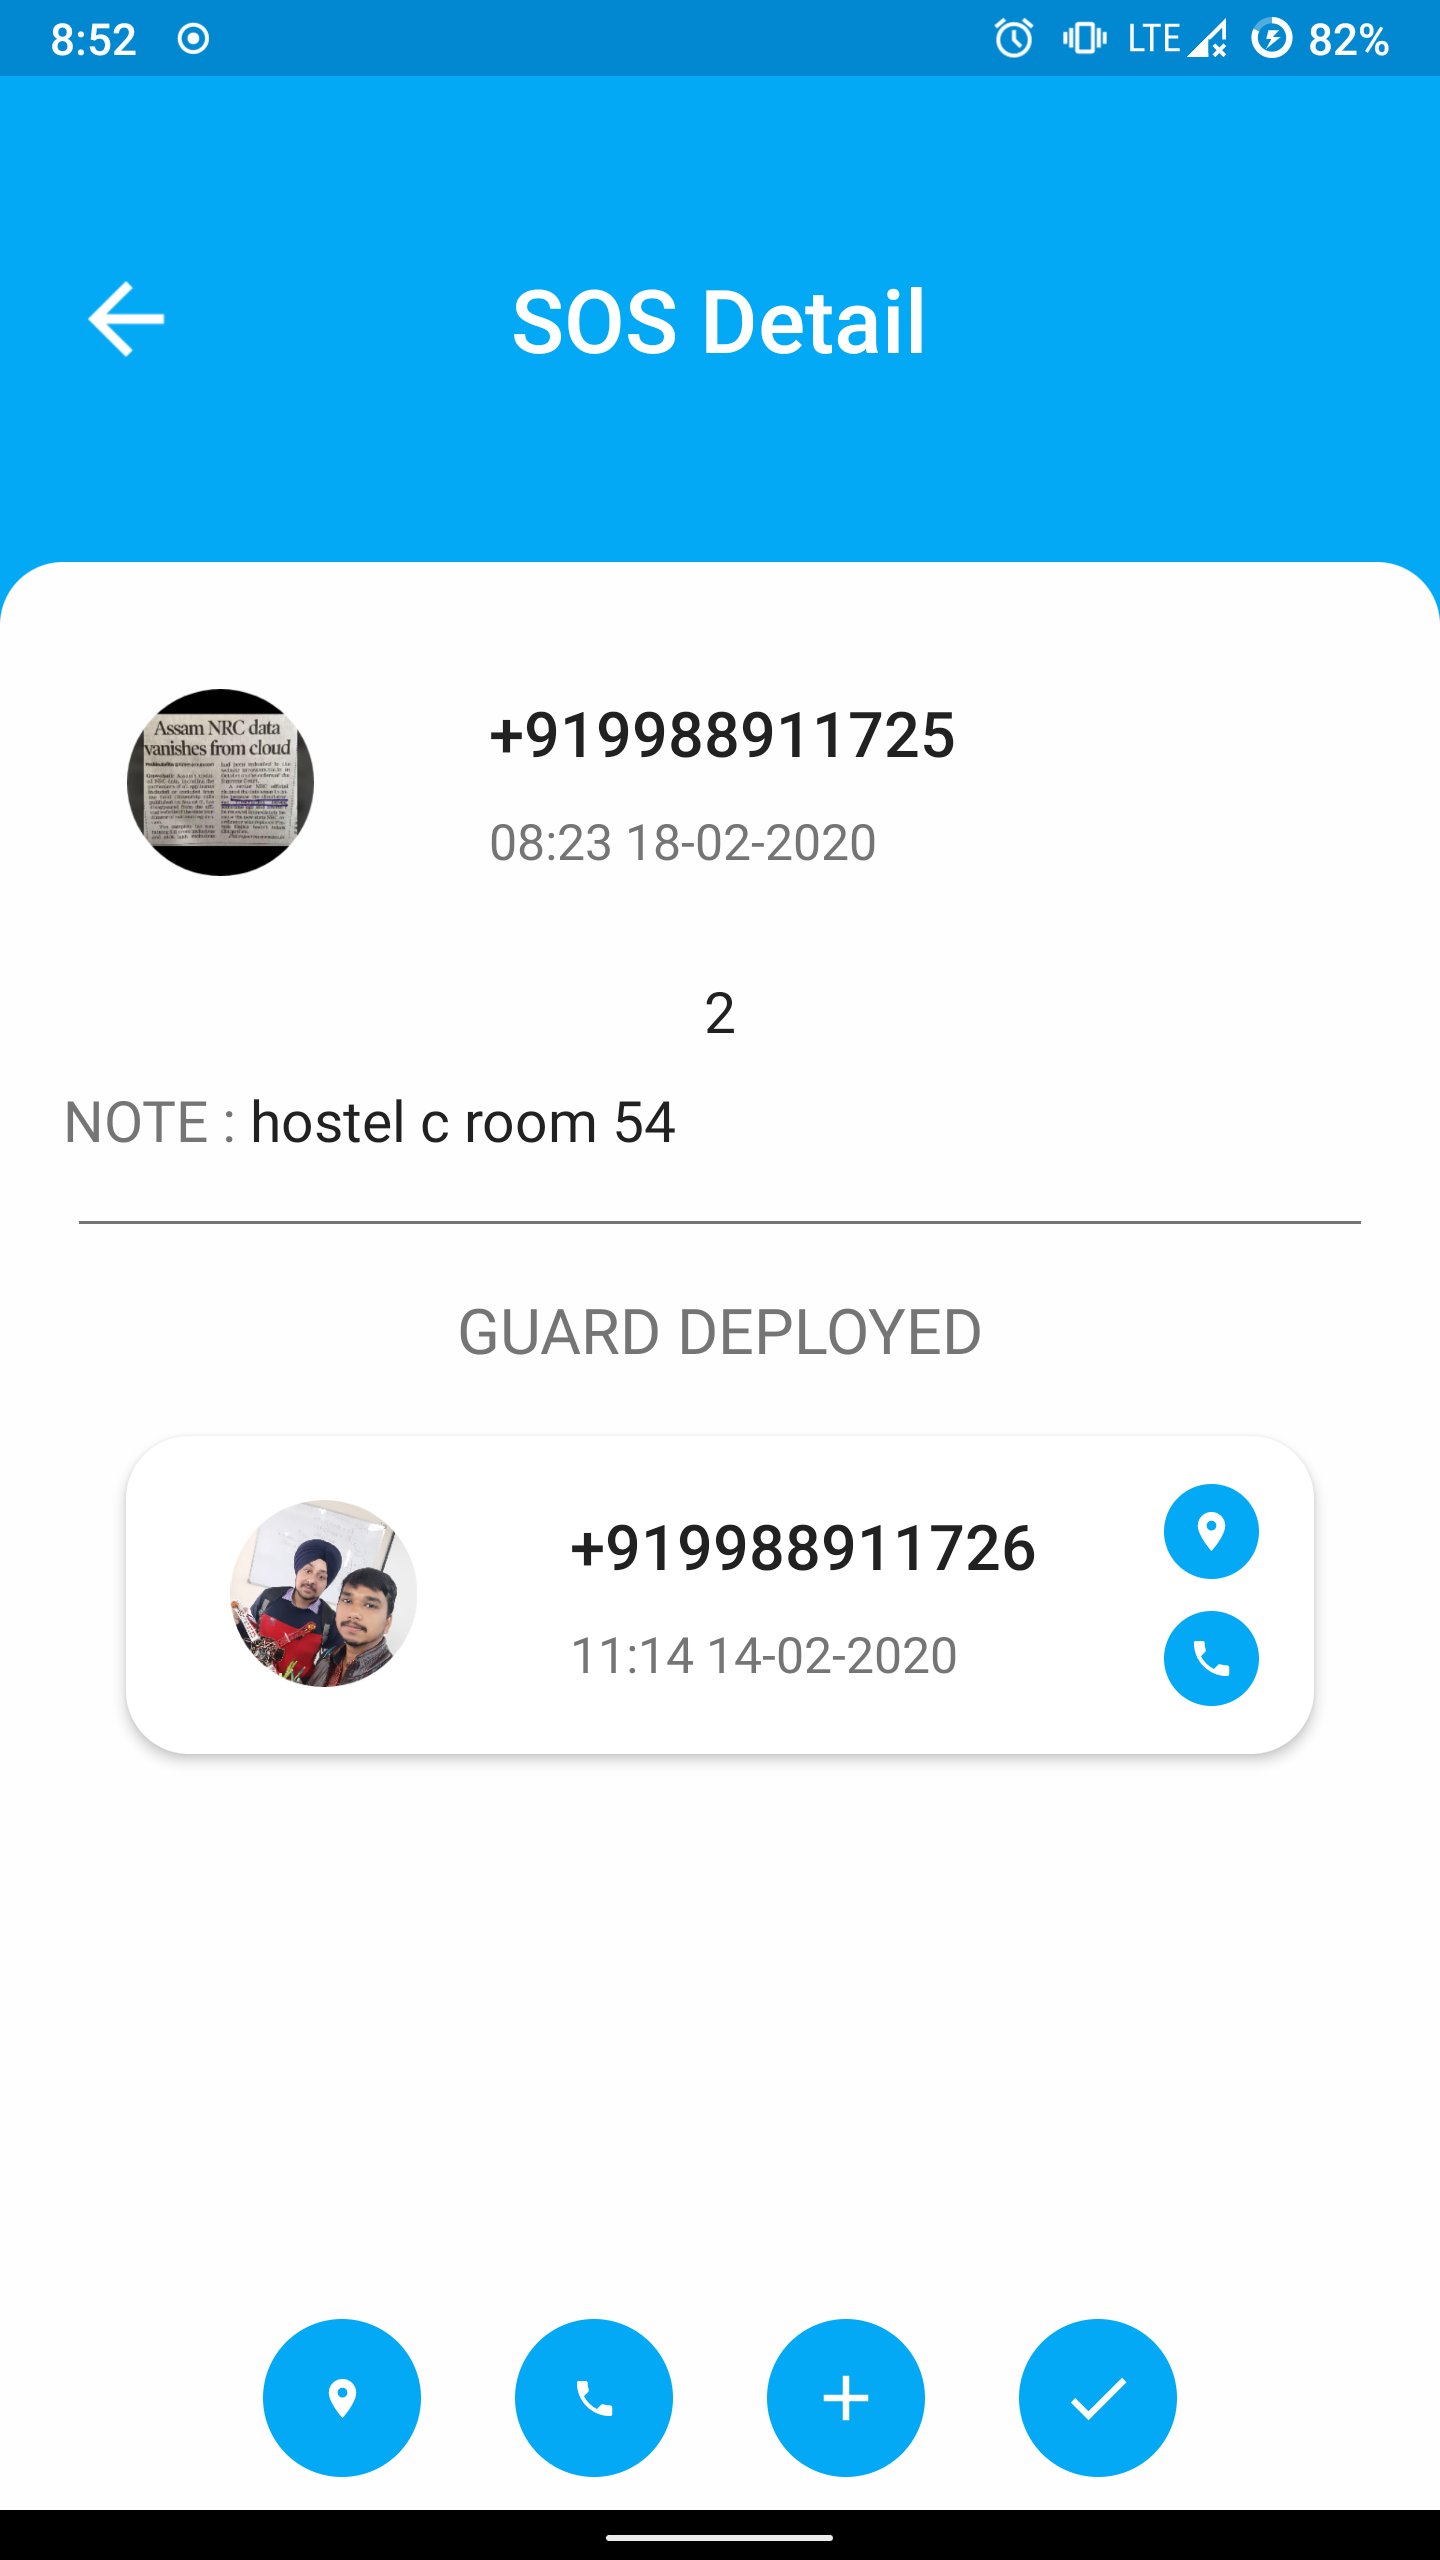 8:52
LTE
82%
SOS Detail
Assam NRC data
vanishes from cloud
+919988911725
08:23 18-02-2020
2
NOTE : hostel c room 54
GUARD DEPLOYED
+919988911726
11:14 14-02-2020